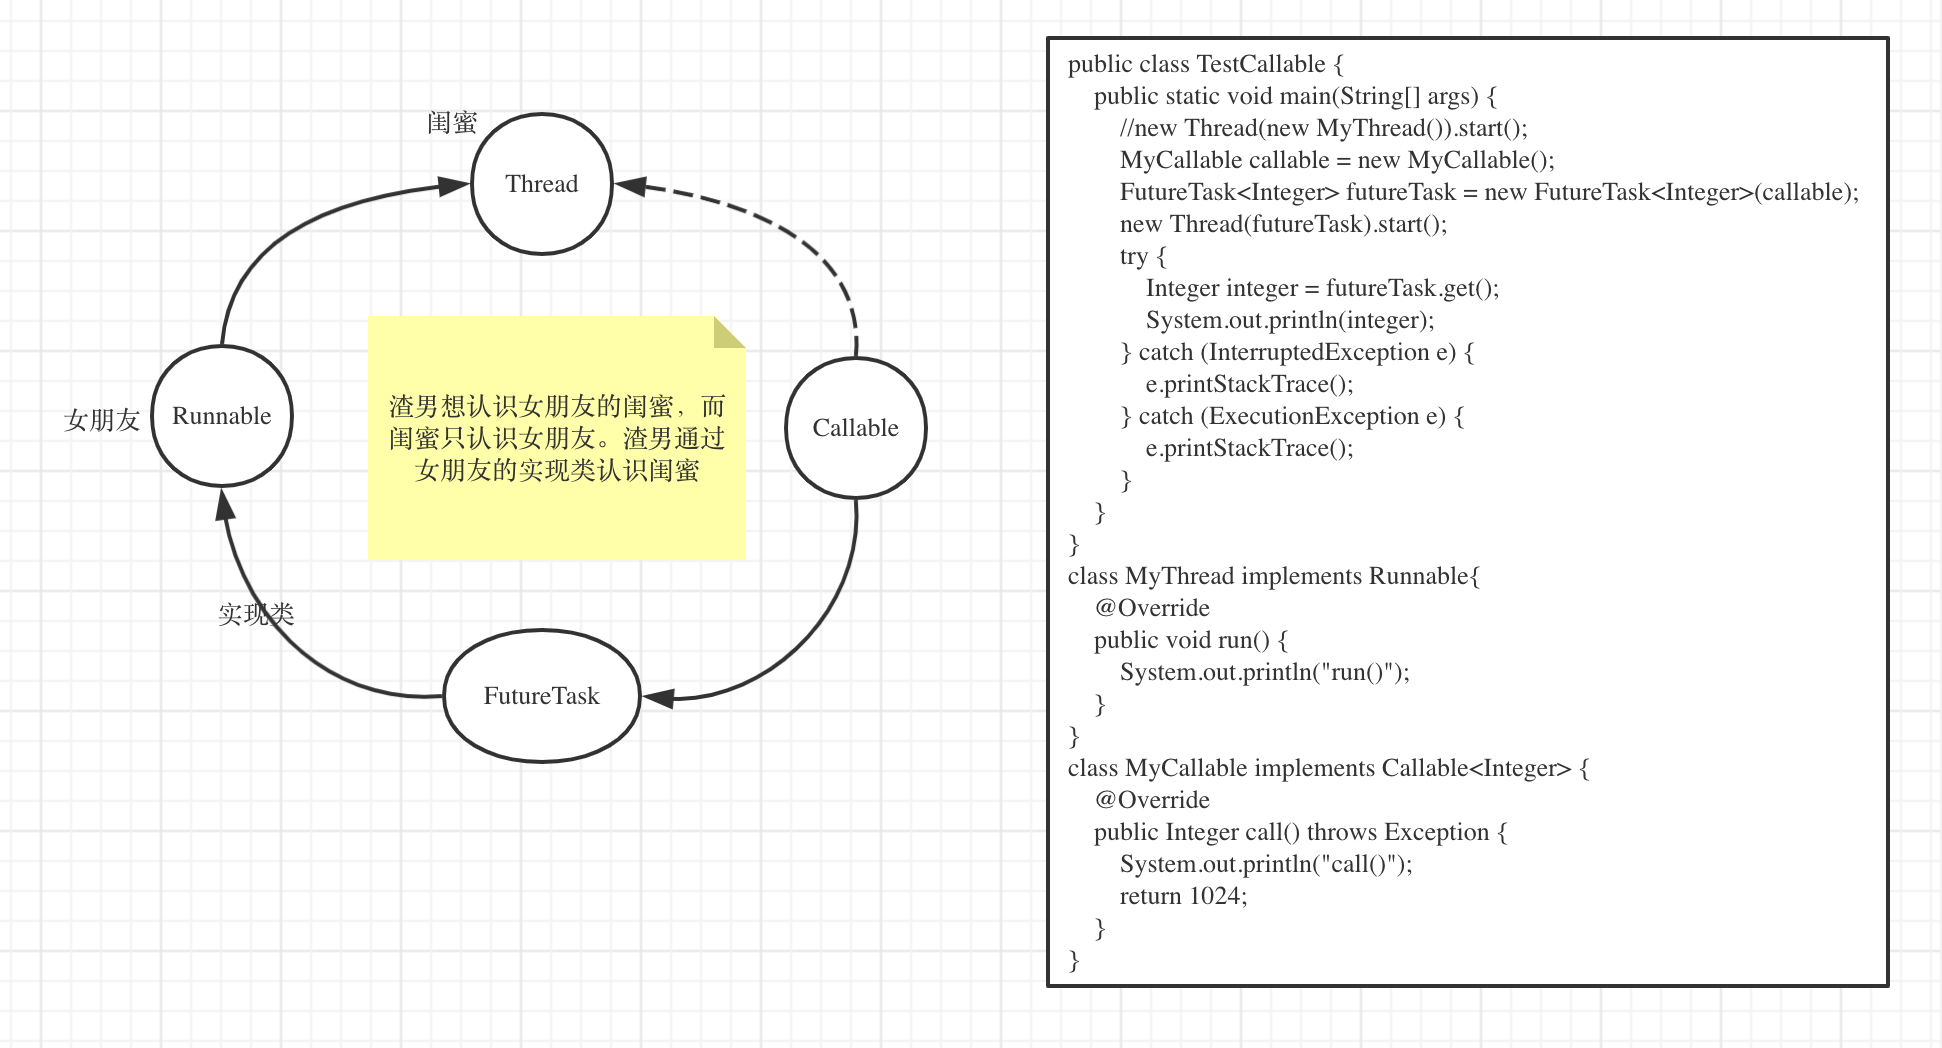 闺蜜
Thread
女朋友
Runnable
渣男想认识女朋友的闺蜜，而
闺蜜只认识女朋友。渣男通过
女朋友的实现类认识闺蜜
Callable
实现类
FutureTask
public class TestCallable {
    public static void main(String[] args) {
        //new Thread(new MyThread()).start();
        MyCallable callable = new MyCallable();
        FutureTask<Integer> futureTask = new FutureTask<Integer>(callable);
        new Thread(futureTask).start();
        try {
            Integer integer = futureTask.get();
            System.out.println(integer);
        } catch (InterruptedException e) {
            e.printStackTrace();
        } catch (ExecutionException e) {
            e.printStackTrace();
        }
    }
}
class MyThread implements Runnable{
    @Override
    public void run() {
        System.out.println("run()");
    }
}
class MyCallable implements Callable<Integer> {
    @Override
    public Integer call() throws Exception {
        System.out.println("call()");
        return 1024;
    }
}